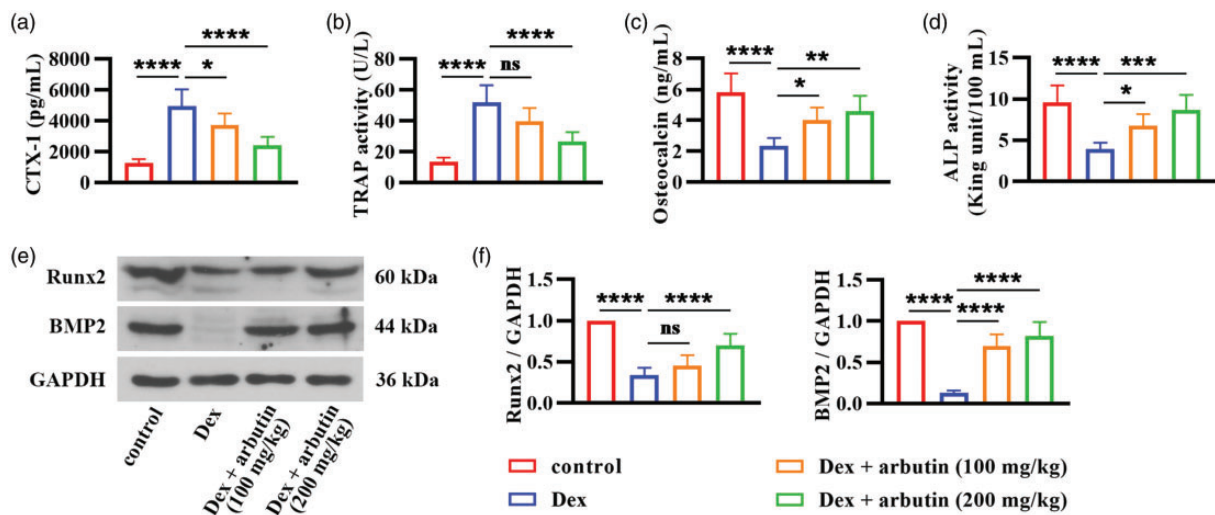 (a)
CTX-1 (pg/mL)
8000
6000
4000
2000
0
****
****
*
(b)
TRAP activity (U/L)
80
60
40
20
0
****
****
ns
(c)
Osteocalcin (ng/mL)
8
6
4
2
0
****
**
*
(d)
ALP activity
(King unit/100 mL)
15
10
5
0
****
***
*
(e)
Runx2
60 kDa
BMP2
44 kDa
GAPDH
36 kDa
control
Dex
Dex + arbutin
(100 mg/kg)
Dex + arbutin
(200 mg/kg)
(f)
Runx2 / GAPDH
1.5
1.0
0.5
0.0
****
****
ns
BMP2 / GAPDH
1.5
1.0
0.5
0.0
****
****
****
control
Dex
Dex + arbutin (100 mg/kg)
Dex + arbutin (200 mg/kg)